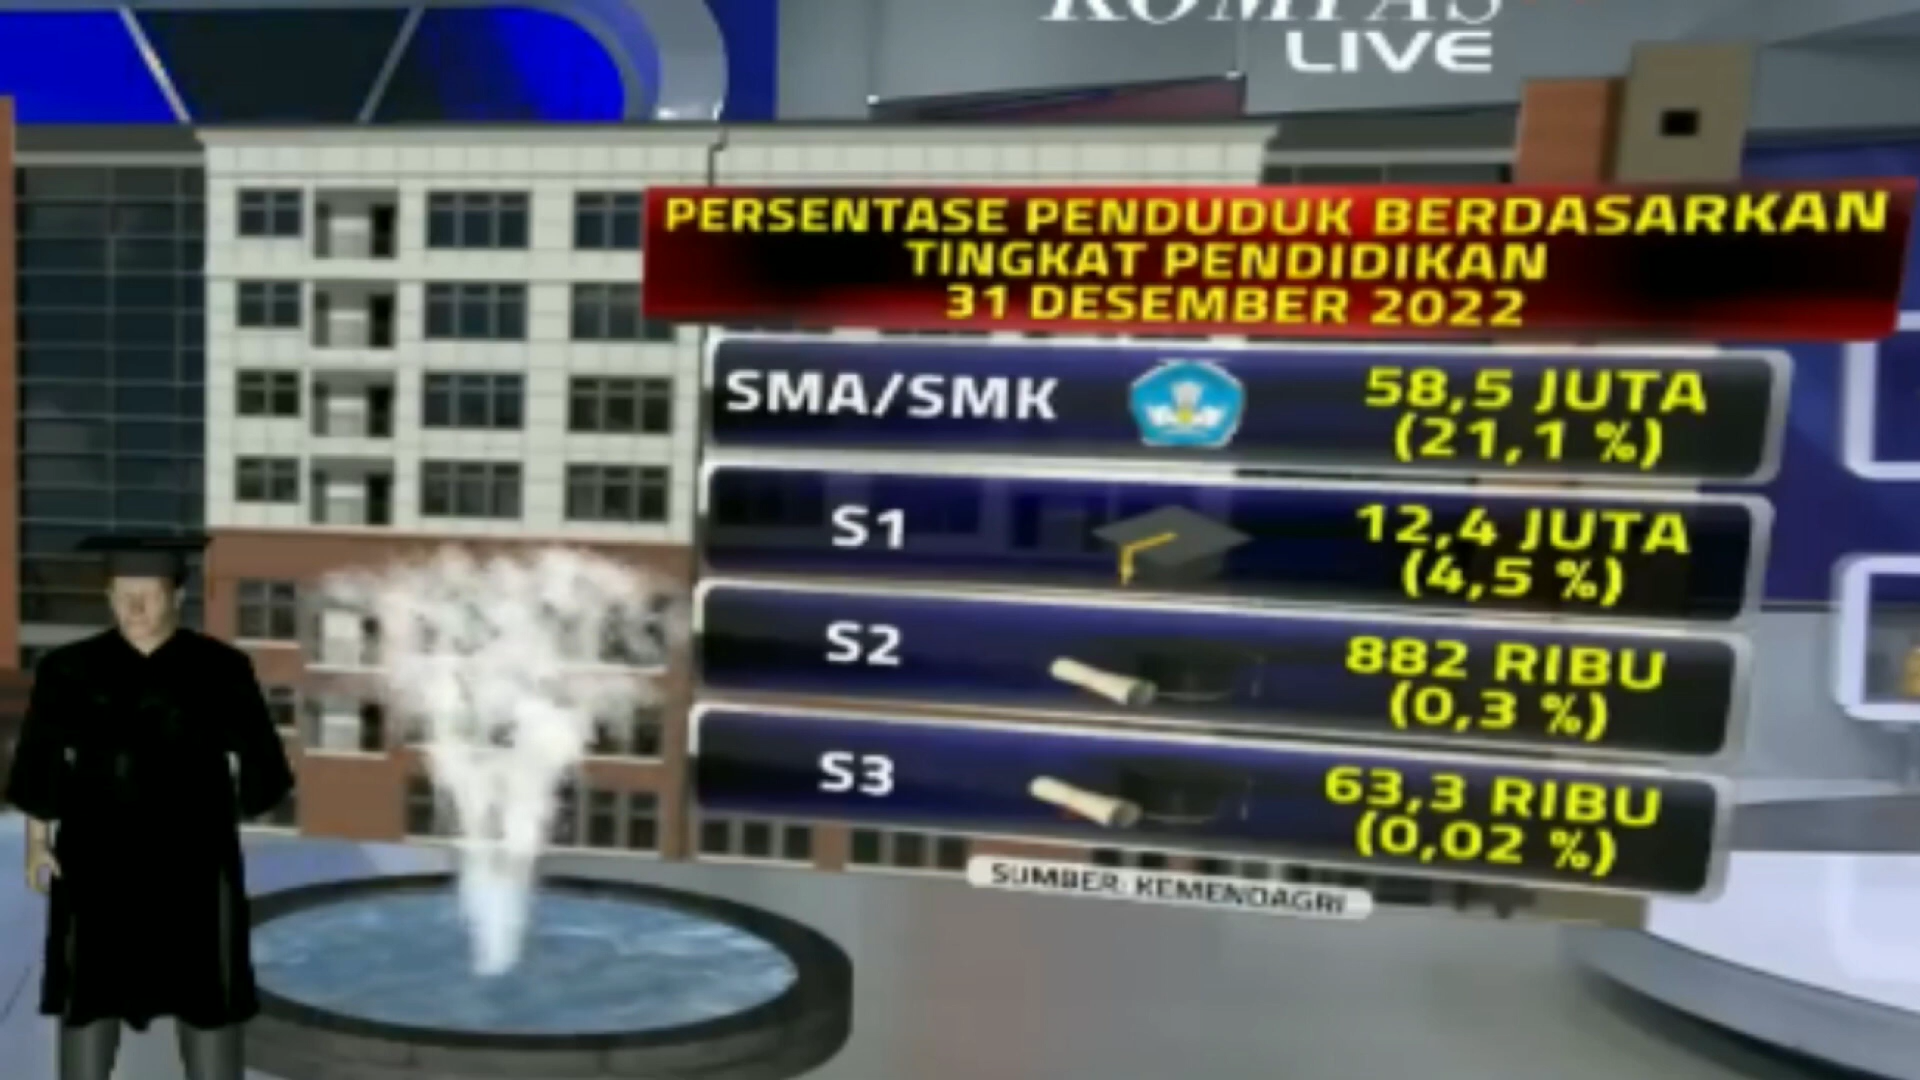 KOMPAS
LIVE
PERSENTASE PENDUDUK BERDASARKAN
TINGKAT PENDIDIKAN
31 DESEMBER 2022
SMA/SMK
58,5 JUTA
(21,1 %)
S1
12,4 JUTA
(4,5 %)
S2
882 RIBU
(0,3 %)
S3
63,3 RIBU
(0,02 %)
SUMBER: KEMENDAGRI